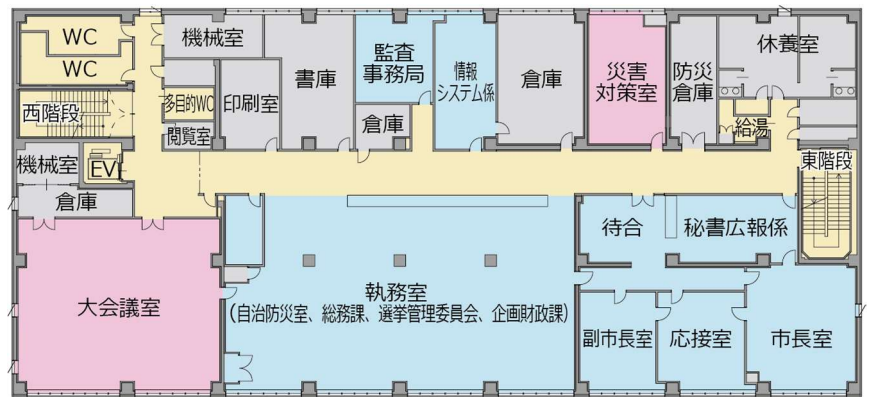 WC
WC
機械室
書庫
監査
事務局
情報
システム係
倉庫
災害
対策室
防災
倉庫
休養室
西階段
多目的WC
印刷室
倉庫
閲覧室
給湯
機械室
EV
東階段
倉庫
待合
秘書広報係
大会議室
執務室
（自治防災室、総務課、選挙管理委員会、企画財政課）
副市長室
応接室
市長室